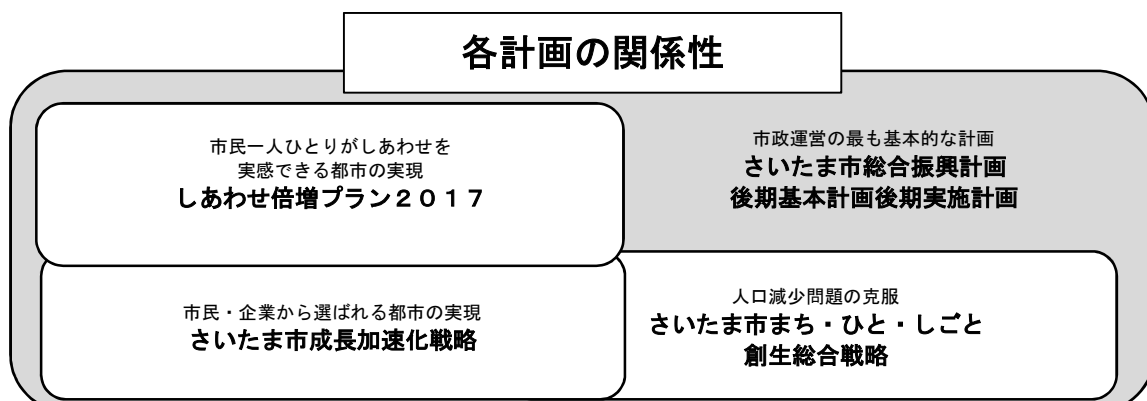 各計画の関係性
市民一人ひとりがしあわせを
実感できる都市の実現
しあわせ倍増プラン２０１７
市政運営の最も基本的な計画
さいたま市総合振興計画
後期基本計画後期実施計画
市民・企業から選ばれる都市の実現
さいたま市成長加速化戦略
人口減少問題の克服
さいたま市まち・ひと・しごと
創生総合戦略